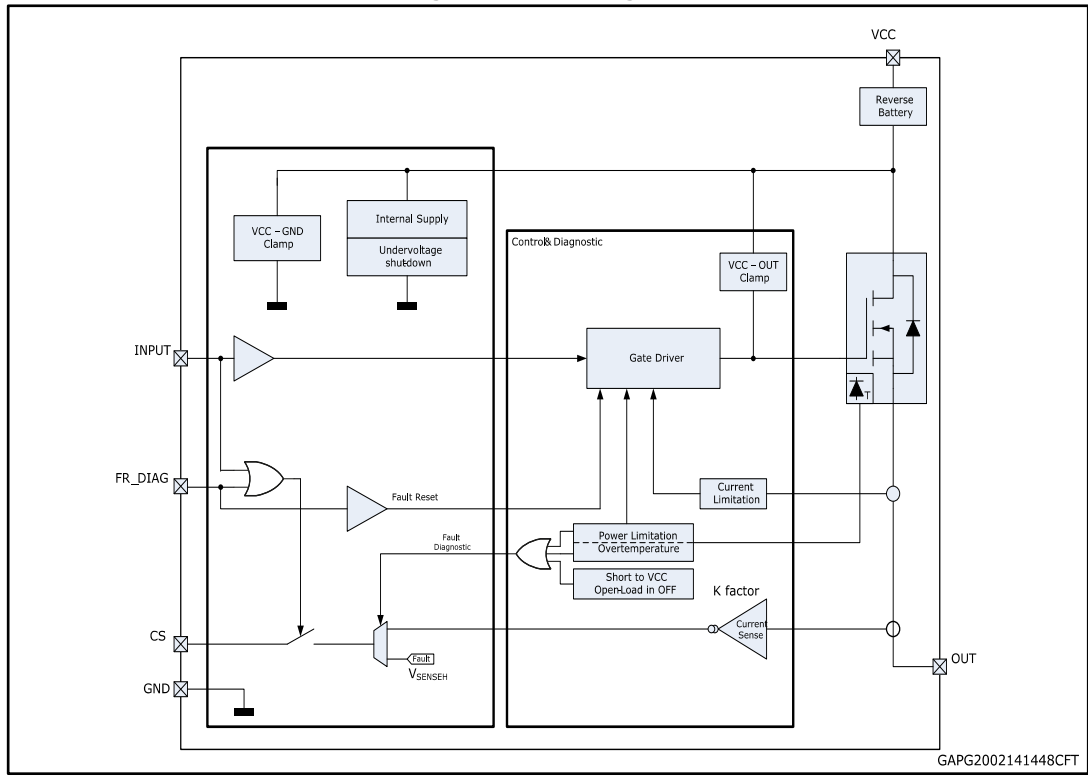 VCC
Reverse
Battery
Internal Supply
VCC – GND
Clamp
Undervoltage
shutdown
Control& Diagnostic
VCC – OUT
Clamp
INPUT
Gate Driver
T
FR_DIAG
Fault Reset
Current
Limitation
Fault
Diagnostic
Power Limitation
Overtemperature
Short to VCC
Open-Load in OFF
K factor
Current
Sense
CS
Fault
VSENSEH
OUT
GND
GAPG2002141448CFT